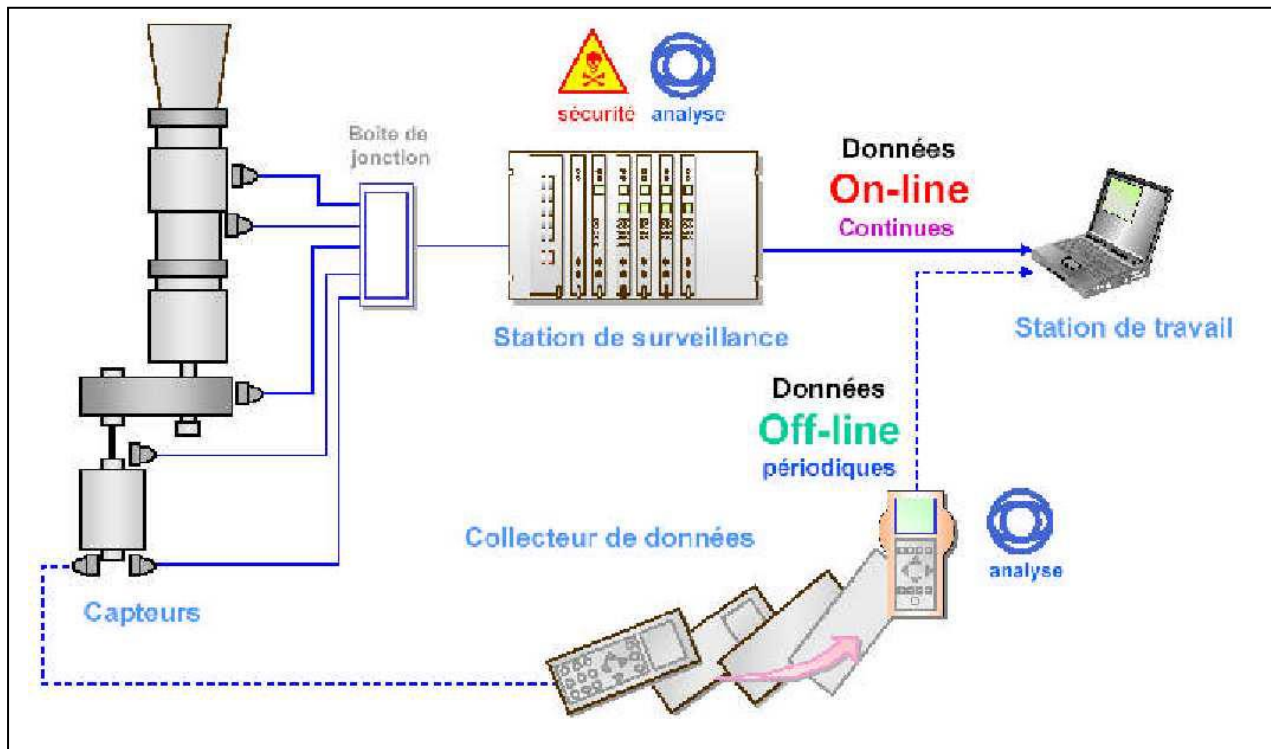 sécurité
analyse
Boite de
jonction
Données
On-line
Continues
Station de surveillance
Station de travail
Données
Off-line
périodiques
Collecteur de données
analyse
Capteurs